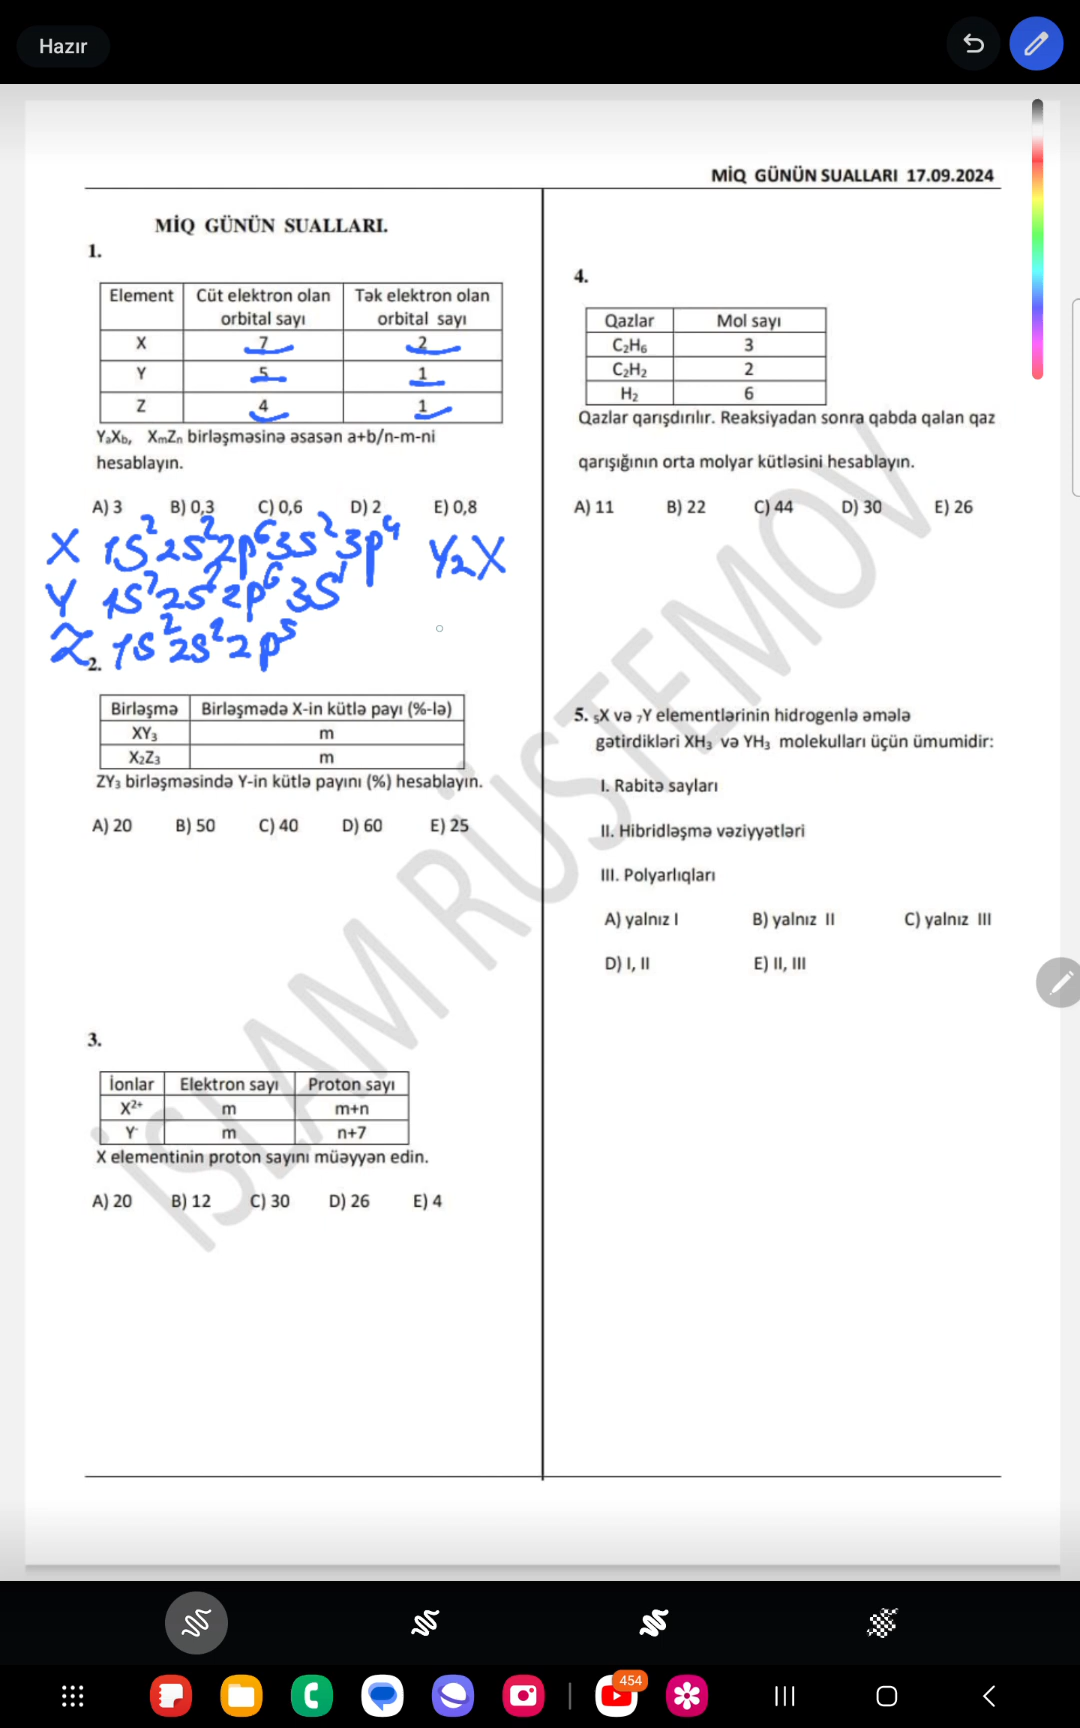 Hazır
MİQ GÜNÜN SUALLARI 17.09.2024
MİQ GÜNÜN SUALLARI.
1.
Element Cüt elektron olan orbital sayı Tək elektron olan orbital sayı
X 7 2
Y 5 1
Z 4 1
YₐXb, XmZn birləşməsinə əsasən a+b/n-m-ni
hesablayın.
A) 3 B) 0,3 C) 0,6 D) 2 E) 0,8
X 1s²2s²2p⁶3s²3p⁴ Y₂X
Y 1s²2s²2p⁶3s¹
Z 1s²2s²2p⁵
2.
Birləşmə Birləşmədə X-in kütlə payı (%-lə)
XY₃ m
X₂Z₃ m
ZY₃ birləşməsində Y-in kütlə payını (%) hesablayın.
A) 20 B) 50 C) 40 D) 60 E) 25
3.
İonlar Elektron sayı Proton sayı
X²⁺ m m+n
Y⁻ m n+7
X elementinin proton sayını müəyyən edin.
A) 20 B) 12 C) 30 D) 26 E) 4
4.
Qazlar Mol sayı
C₂H₆ 3
C₂H₂ 2
H₂ 6
Qazlar qarışdırılır. Reaksiyadan sonra qabda qalan qaz
qarışığının orta molyar kütləsini hesablayın.
A) 11 B) 22 C) 44 D) 30 E) 26
5. ₅X və ₇Y elementlərinin hidrogenlə əmələ
gətirdikləri XH₃ və YH₃ molekulları üçün ümumidir:
I. Rabitə sayları
II. Hibridləşmə vəziyyətləri
III. Polyarlıqları
A) yalnız I B) yalnız II C) yalnız III
D) I, II E) II, III
İSLAM RÜSTEMOV
454